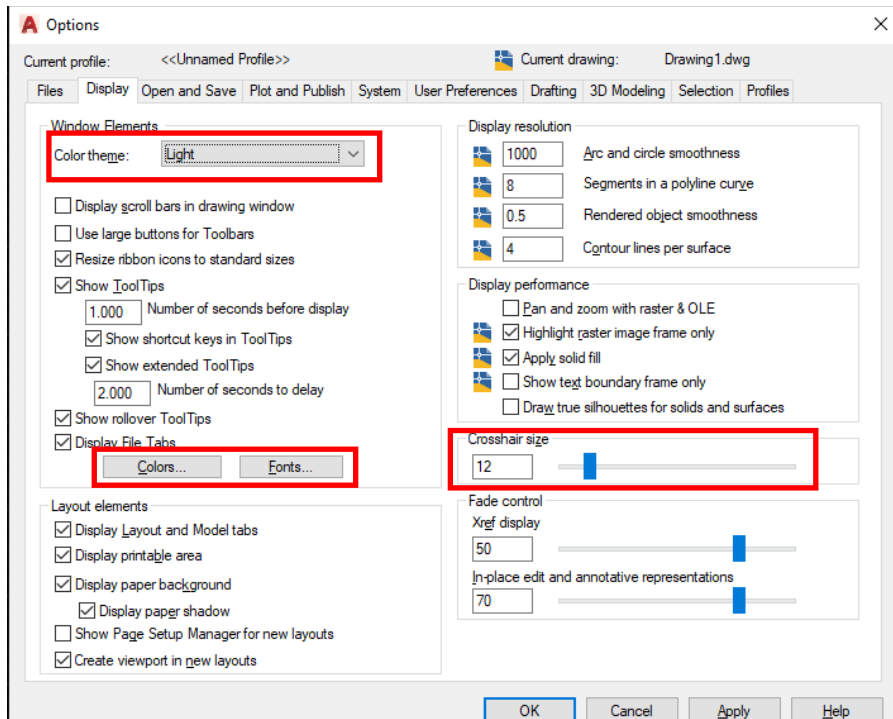 A Options
Current profile: <<Unnamed Profile>> Current drawing: Drawing1.dwg
Files Display Open and Save Plot and Publish System User Preferences Drafting 3D Modeling Selection Profiles
Window Elements
Color theme: Light
Display scroll bars in drawing window
Use large buttons for Toolbars
Resize ribbon icons to standard sizes
Show ToolTips
1.000 Number of seconds before display
Show shortcut keys in ToolTips
Show extended ToolTips
2.000 Number of seconds to delay
Show rollover ToolTips
Display File Tabs
Colors... Fonts...
Layout elements
Display Layout and Model tabs
Display printable area
Display paper background
Display paper shadow
Show Page Setup Manager for new layouts
Create viewport in new layouts
Display resolution
1000 Arc and circle smoothness
8 Segments in a polyline curve
0.5 Rendered object smoothness
4 Contour lines per surface
Display performance
Pan and zoom with raster & OLE
Highlight raster image frame only
Apply solid fill
Show text boundary frame only
Draw true silhouettes for solids and surfaces
Crosshair size
12
Fade control
Xref display
50
In-place edit and annotative representations
70
OK Cancel Apply Help